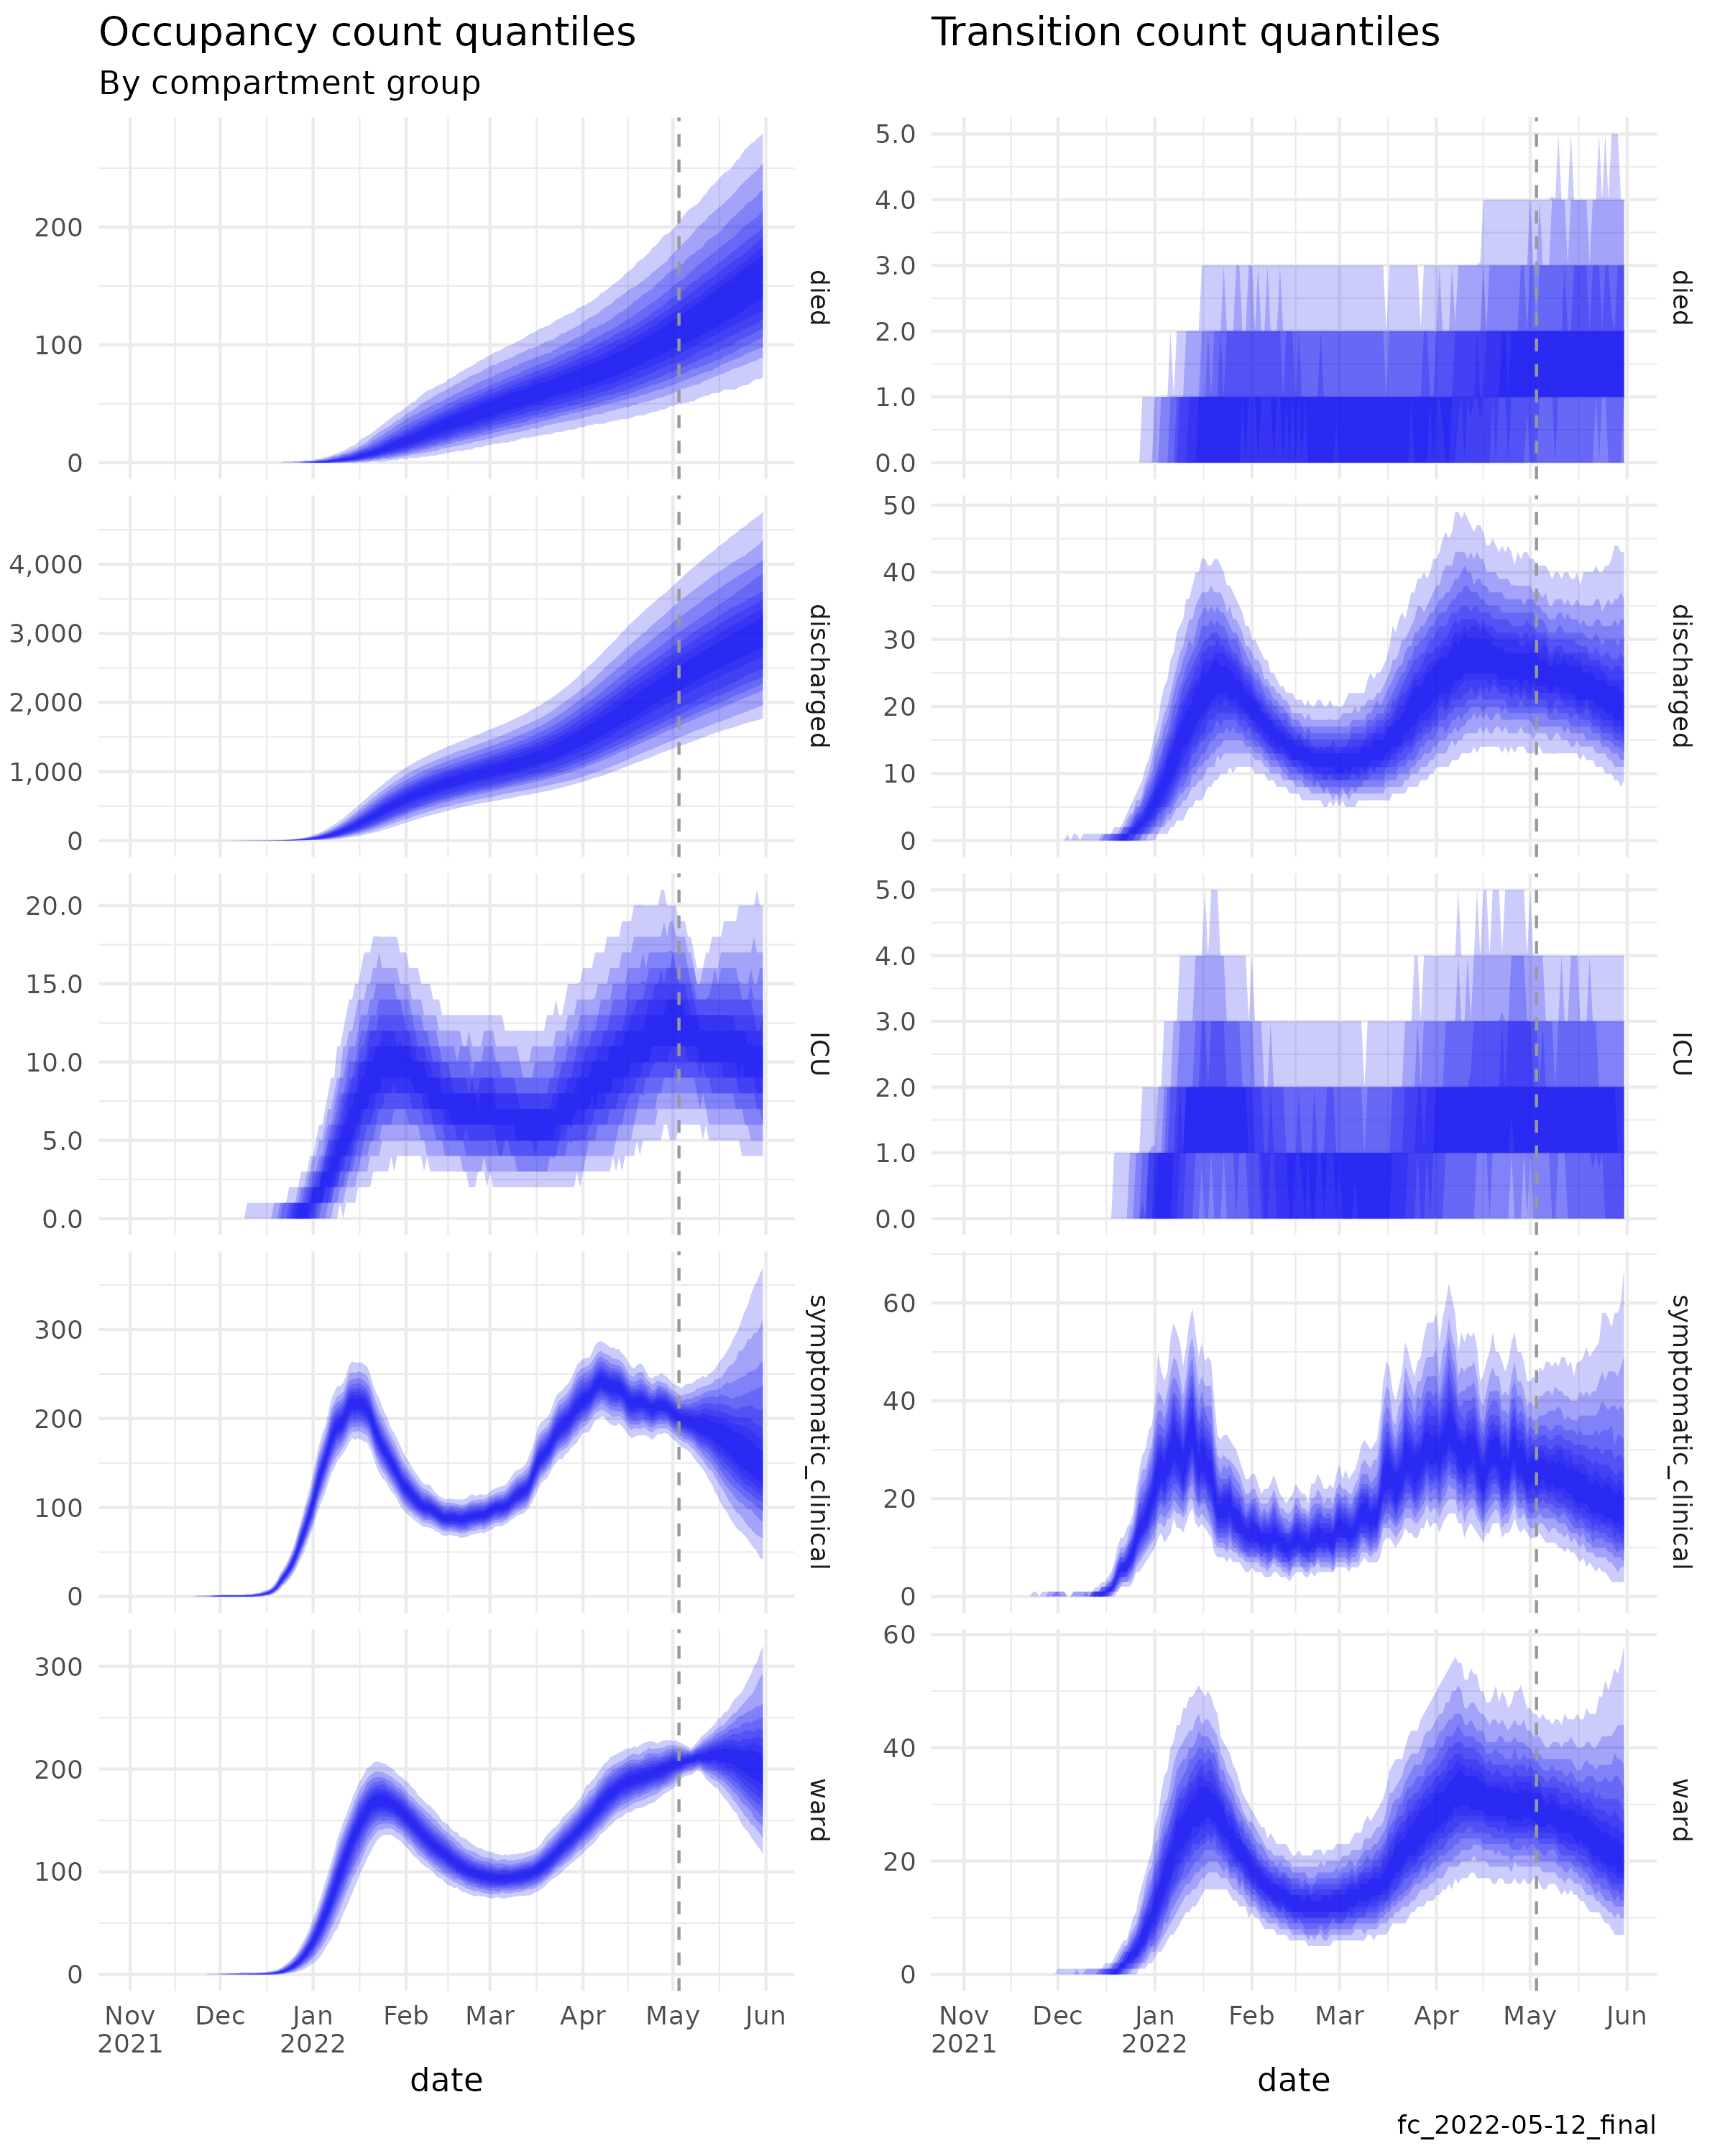 Occupancy count quantiles
By compartment group
200
100
0
died
4,000
3,000
2,000
1,000
0
discharged
20.0
15.0
10.0
5.0
0.0
ICU
300
200
100
0
symptomatic_clinical
300
200
100
0
ward
Nov Dec Jan Feb Mar Apr May Jun
2021 2022
date
Transition count quantiles
5.0
4.0
3.0
2.0
1.0
0.0
died
50
40
30
20
10
0
discharged
5.0
4.0
3.0
2.0
1.0
0.0
ICU
60
40
20
0
symptomatic_clinical
60
40
20
0
ward
Nov Dec Jan Feb Mar Apr May Jun
2021 2022
date
fc_2022-05-12_final